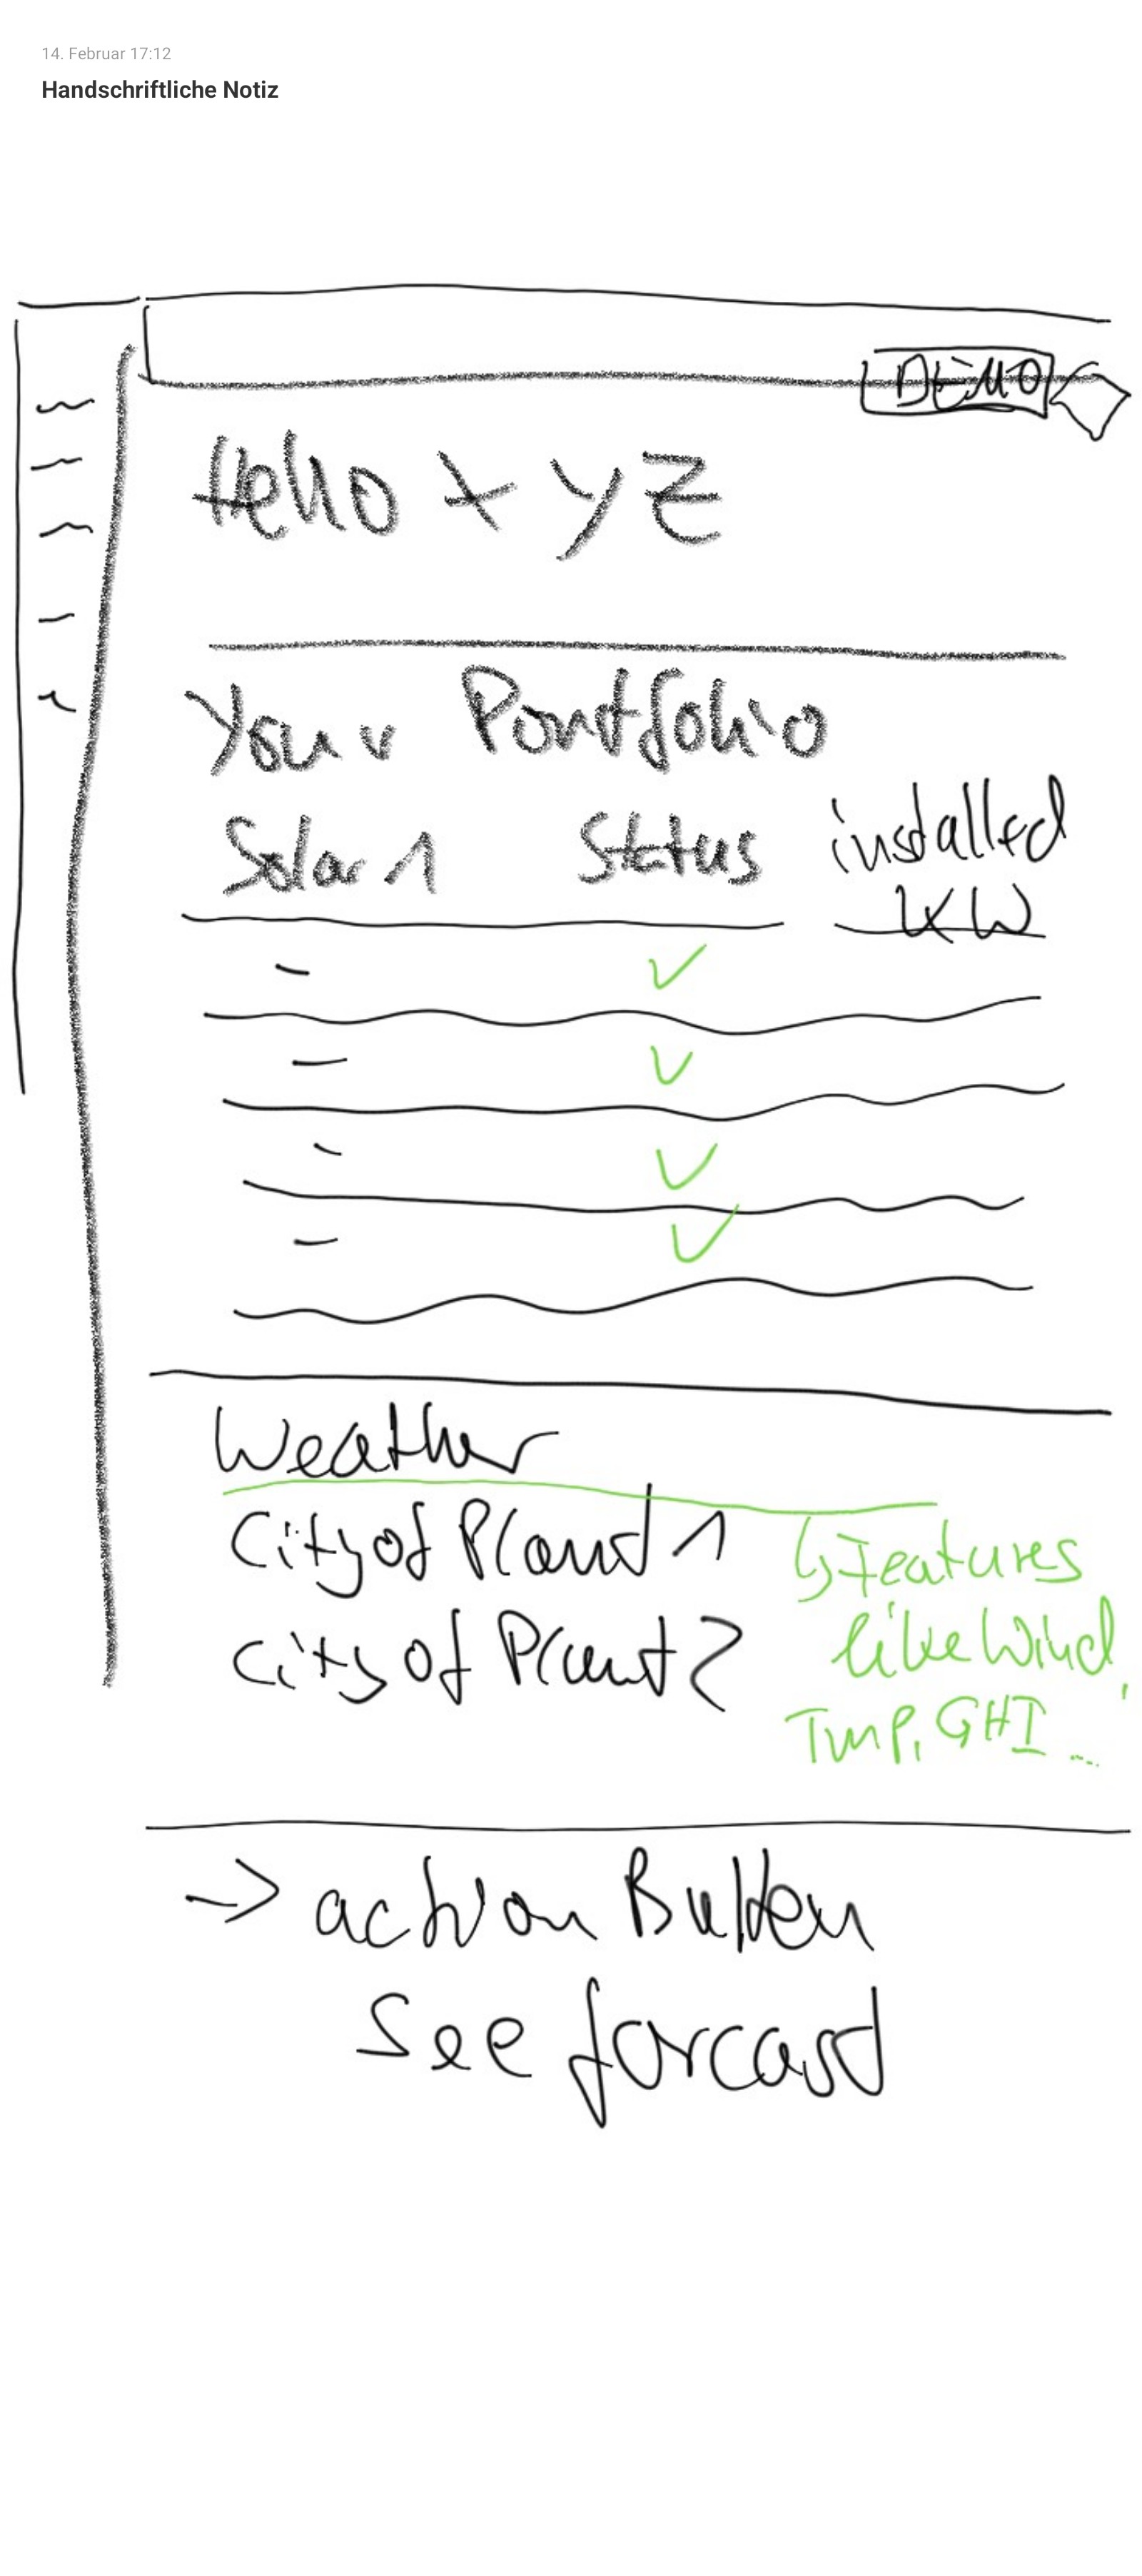 14. Februar 17:12
Handschriftliche Notiz
DEMO
Hello XYZ
Your Portfolio
Solar 1 Status installed
KW
Weather
City of Plant 1 ↳ Features
City of Plant 2 like Wind,
Tmp, GHI ...
-> action Button
See forcast